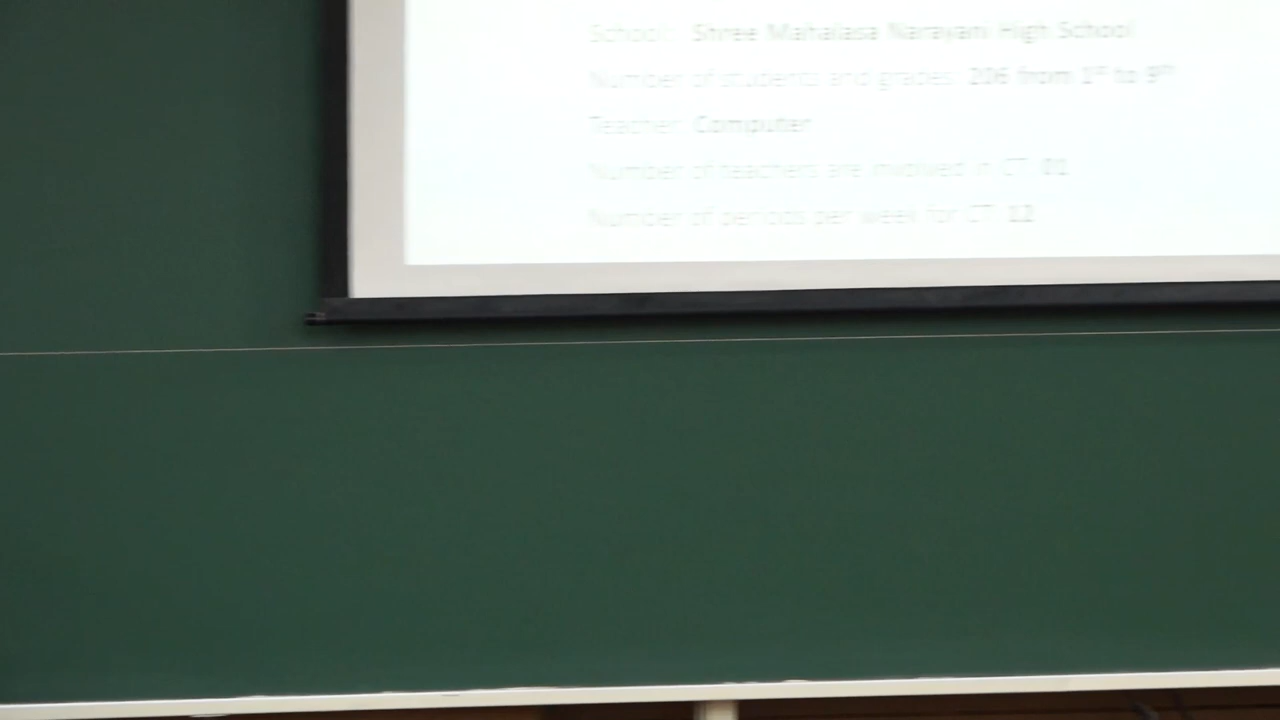 School: Shree Mahalasa Narayani High School
Number of students and grades: 206 from 1st to 9th
Teacher: Computer
Number of teachers are involved in CT: 01
Number of periods per week for CT: 12